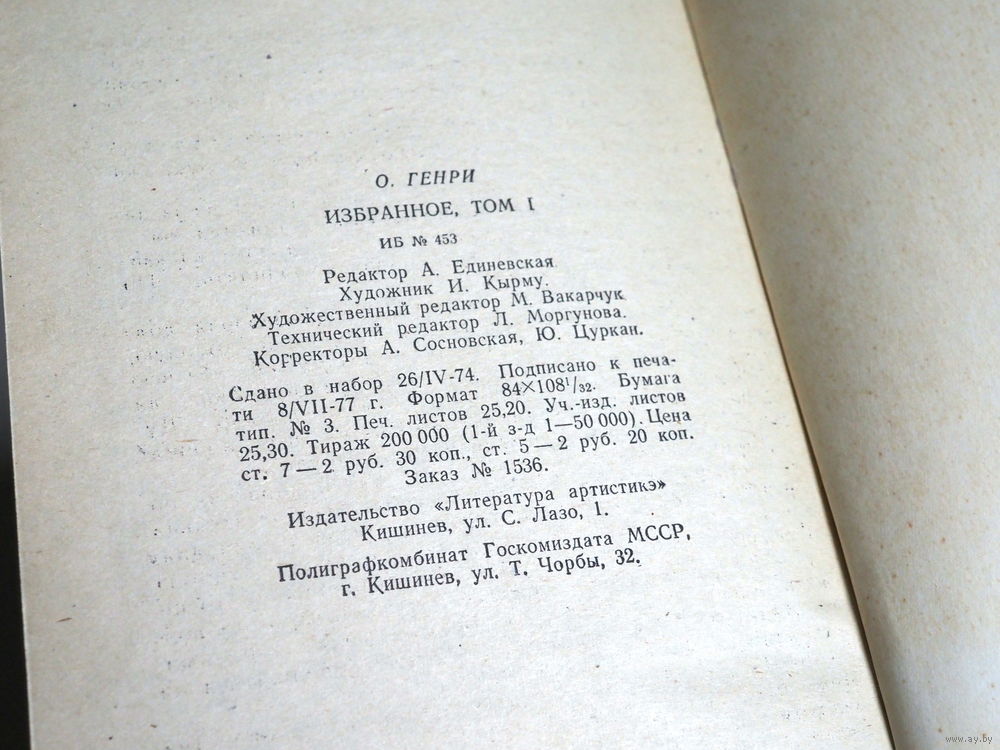 О. ГЕНРИ
ИЗБРАННОЕ, ТОМ I
ИБ № 453
Редактор А. Единевская
Художник И. Кырму.
Художественный редактор М. Вакарчук
Технический редактор Л. Моргунова.
Корректоры А. Сосновская, Ю. Цуркан.
Сдано в набор 26/IV-74. Подписано к печа-
ти 8/VII-77 г. Формат 84×108¹/₃₂. Бумага
тип. № 3. Печ. листов 25,20. Уч.-изд. листов
25,30. Тираж 200 000 (1-й з-д 1—50 000). Цена
ст. 7 — 2 руб. 30 коп., ст. 5 — 2 руб. 20 коп.
Заказ № 1536.
Издательство «Литература артистикэ»
Кишинев, ул. С. Лазо, 1.
Полиграфкомбинат Госкомиздата МССР,
г. Кишинев, ул. Т. Чорбы, 32.
www.ay.by